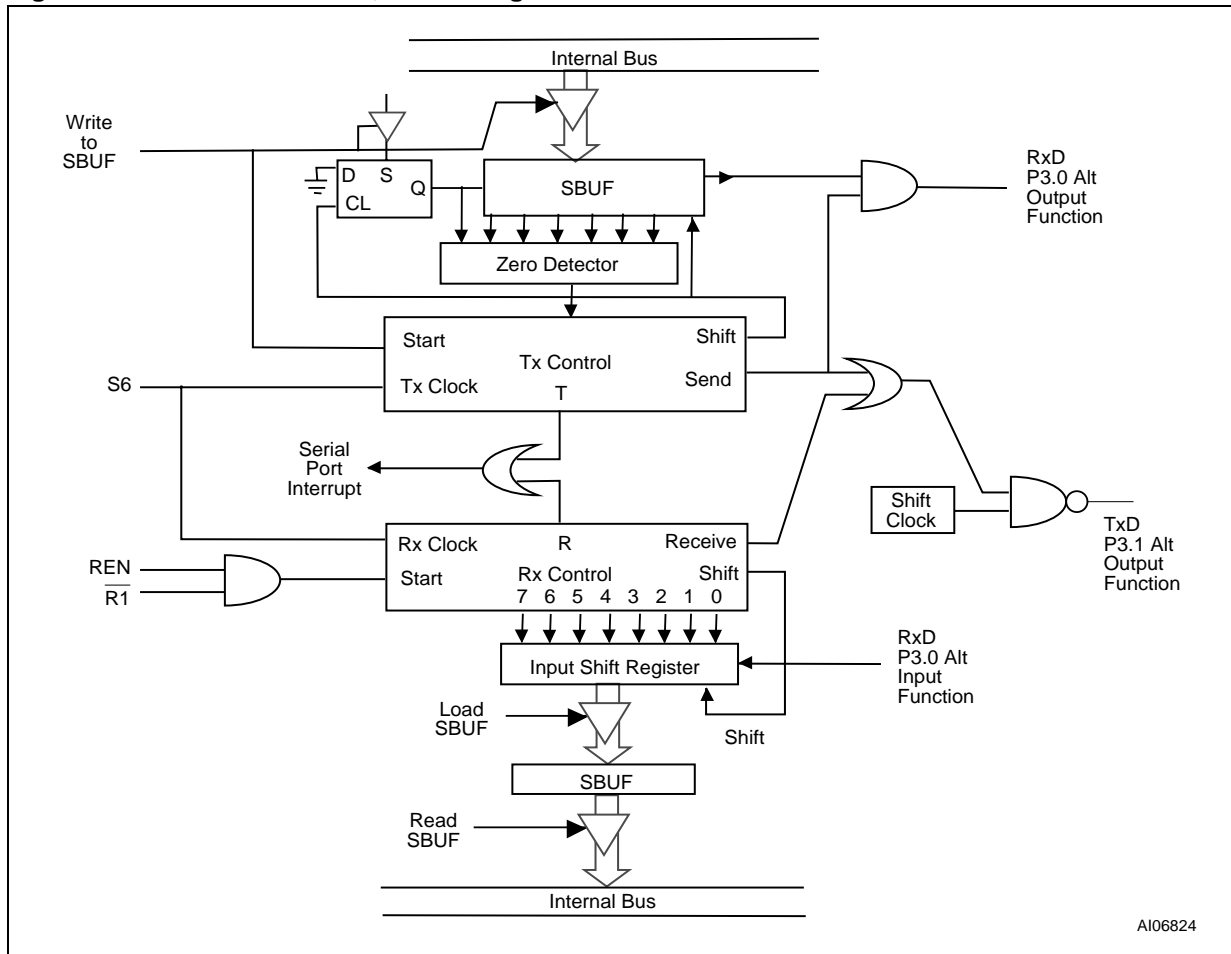 Internal Bus
Write
to
SBUF
D S
Q
CL
SBUF
RxD
P3.0 Alt
Output
Function
Zero Detector
Start
Shift
Tx Control
S6
Tx Clock
Send
T
Serial
Port
Interrupt
Shift
Clock
TxD
P3.1 Alt
Output
Function
Rx Clock
R
Receive
REN
Start
Shift
R1
Rx Control
7 6 5 4 3 2 1 0
Input Shift Register
RxD
P3.0 Alt
Input
Function
Load
SBUF
Shift
SBUF
Read
SBUF
Internal Bus
AI06824